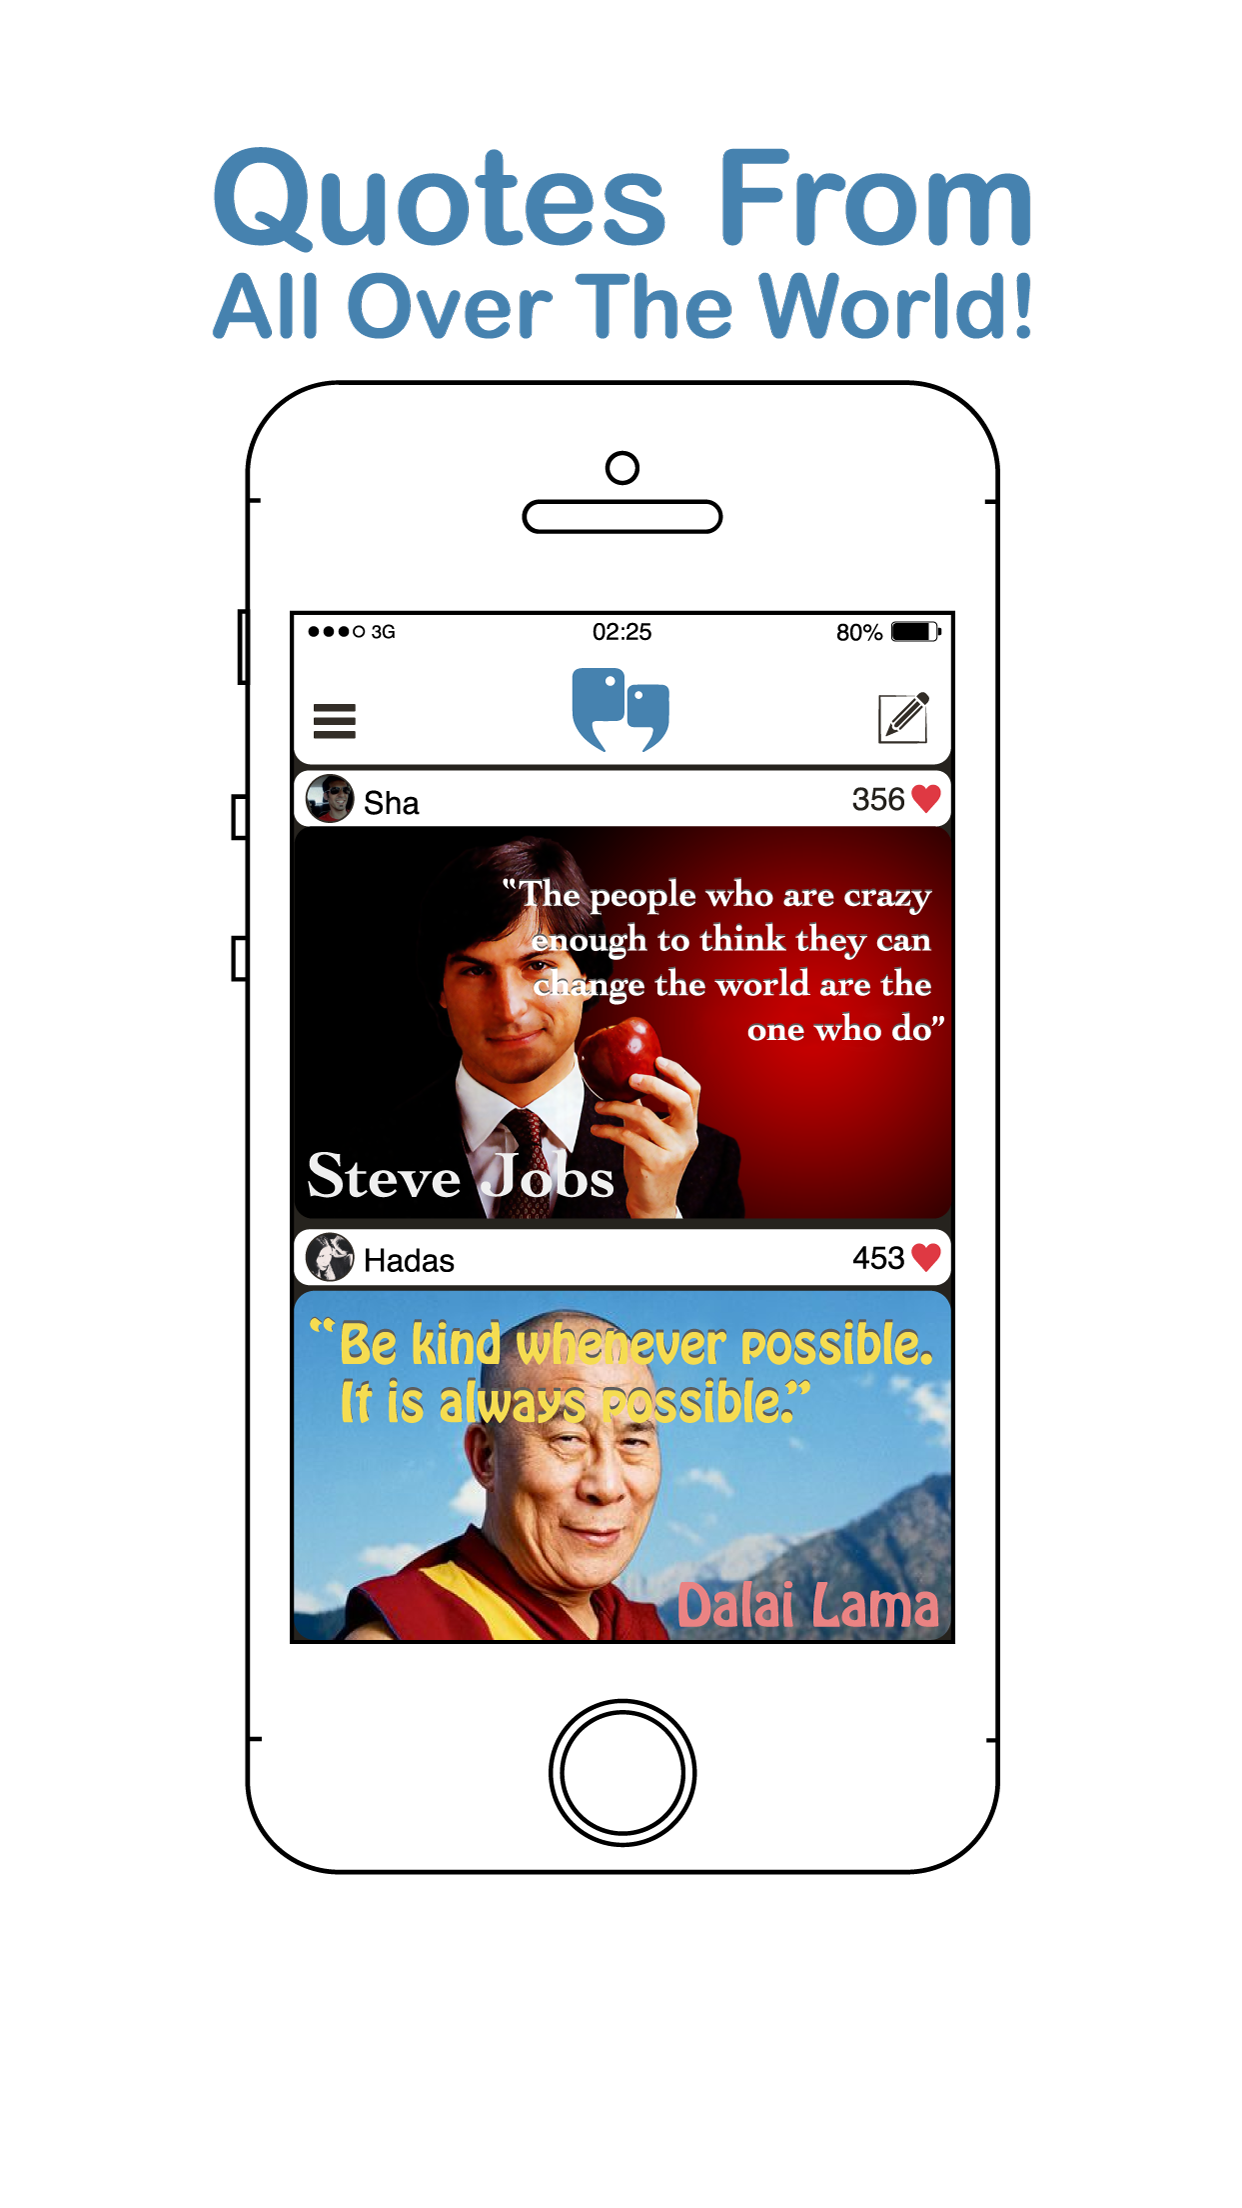 Quotes From
All Over The World!
3G 02:25 80%
Sha 356
“The people who are crazy
enough to think they can
change the world are the
one who do”
Steve Jobs
Hadas 453
“Be kind whenever possible.
It is always possible.”
Dalai Lama